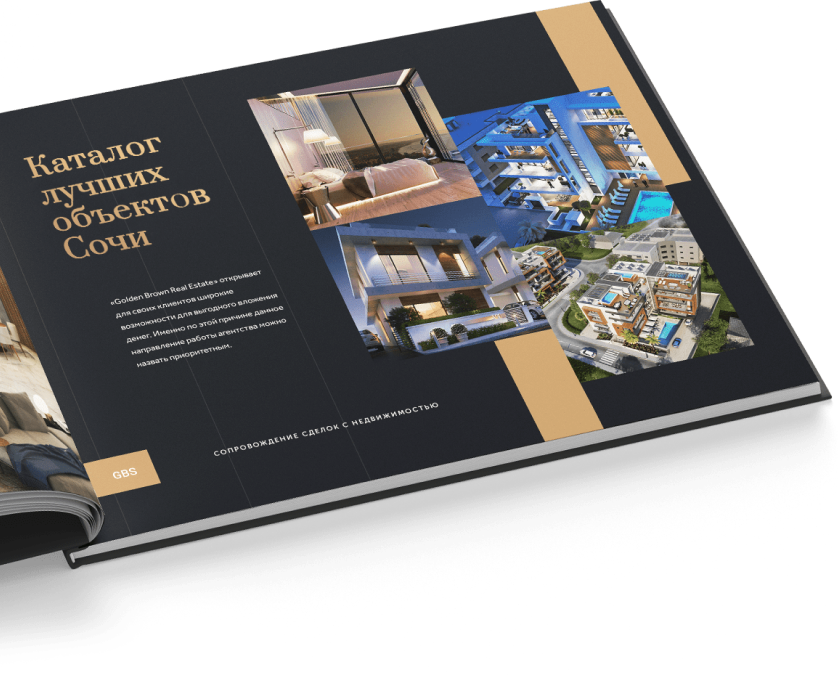 Каталог
лучших
объектов
Сочи
«Golden Brown Real Estate» открывает
для своих клиентов широкие
возможности для выгодного вложения
денег. Именно по этой причине данное
направление работы агентства можно
назвать приоритетным.
СОПРОВОЖДЕНИЕ СДЕЛОК С НЕДВИЖИМОСТЬЮ
GBS